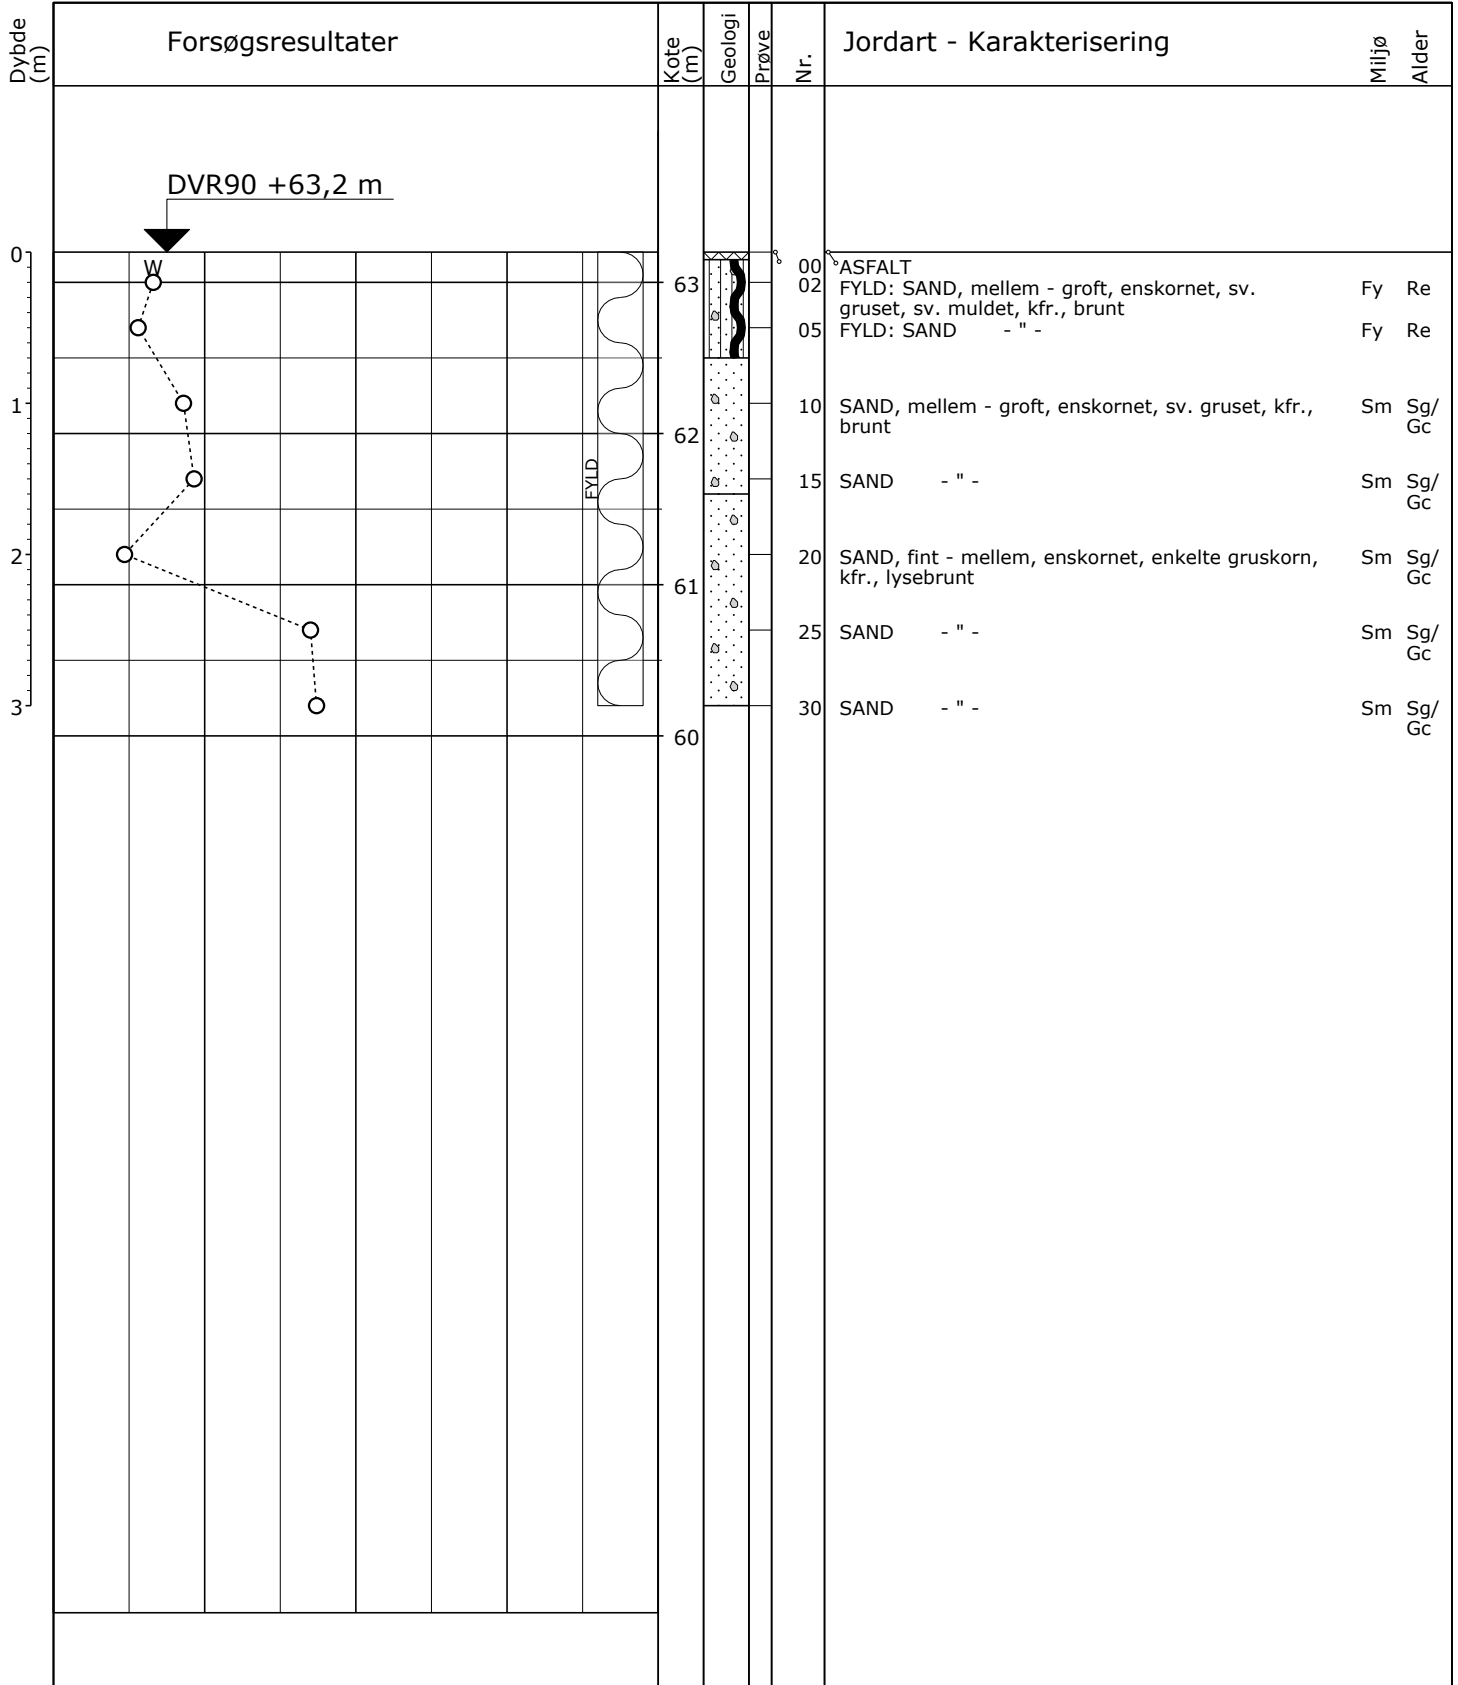 Dybde (m)
Forsøgsresultater
Kote (m)
Geologi
Prøve
Nr.
Jordart - Karakterisering
Miljø
Alder
DVR90 +63,2 m
0
W
63
00 ASFALT
02 FYLD: SAND, mellem - groft, enskornet, sv. Fy Re
gruset, sv. muldet, kfr., brunt
05 FYLD: SAND - " - Fy Re
1
10 SAND, mellem - groft, enskornet, sv. gruset, kfr., Sm Sg/
brunt Gc
62
FYLD
15 SAND - " - Sm Sg/
Gc
2
20 SAND, fint - mellem, enskornet, enkelte gruskorn, Sm Sg/
kfr., lysebrunt Gc
61
25 SAND - " - Sm Sg/
Gc
3
30 SAND - " - Sm Sg/
Gc
60